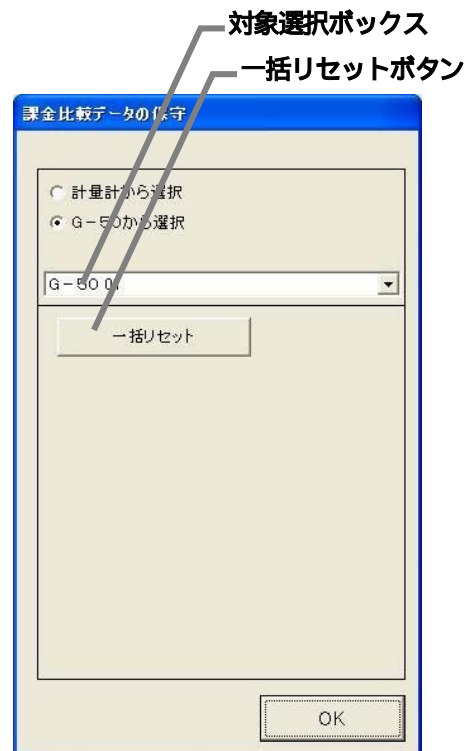 対象選択ボックス
一括リセットボタン
課金比較データの保守
計量計から選択
G-50から選択
G-50 01
一括リセット
OK